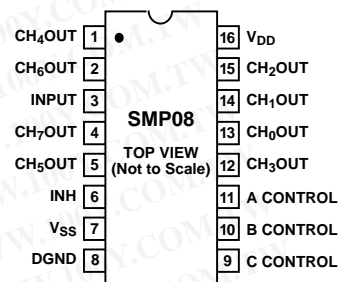 CH4OUT 1 16 VDD
CH6OUT 2 15 CH2OUT
INPUT 3 14 CH1OUT
CH7OUT 4 SMP08 13 CH0OUT
CH5OUT 5 TOP VIEW (Not to Scale) 12 CH3OUT
INH 6 11 A CONTROL
VSS 7 10 B CONTROL
DGND 8 9 C CONTROL